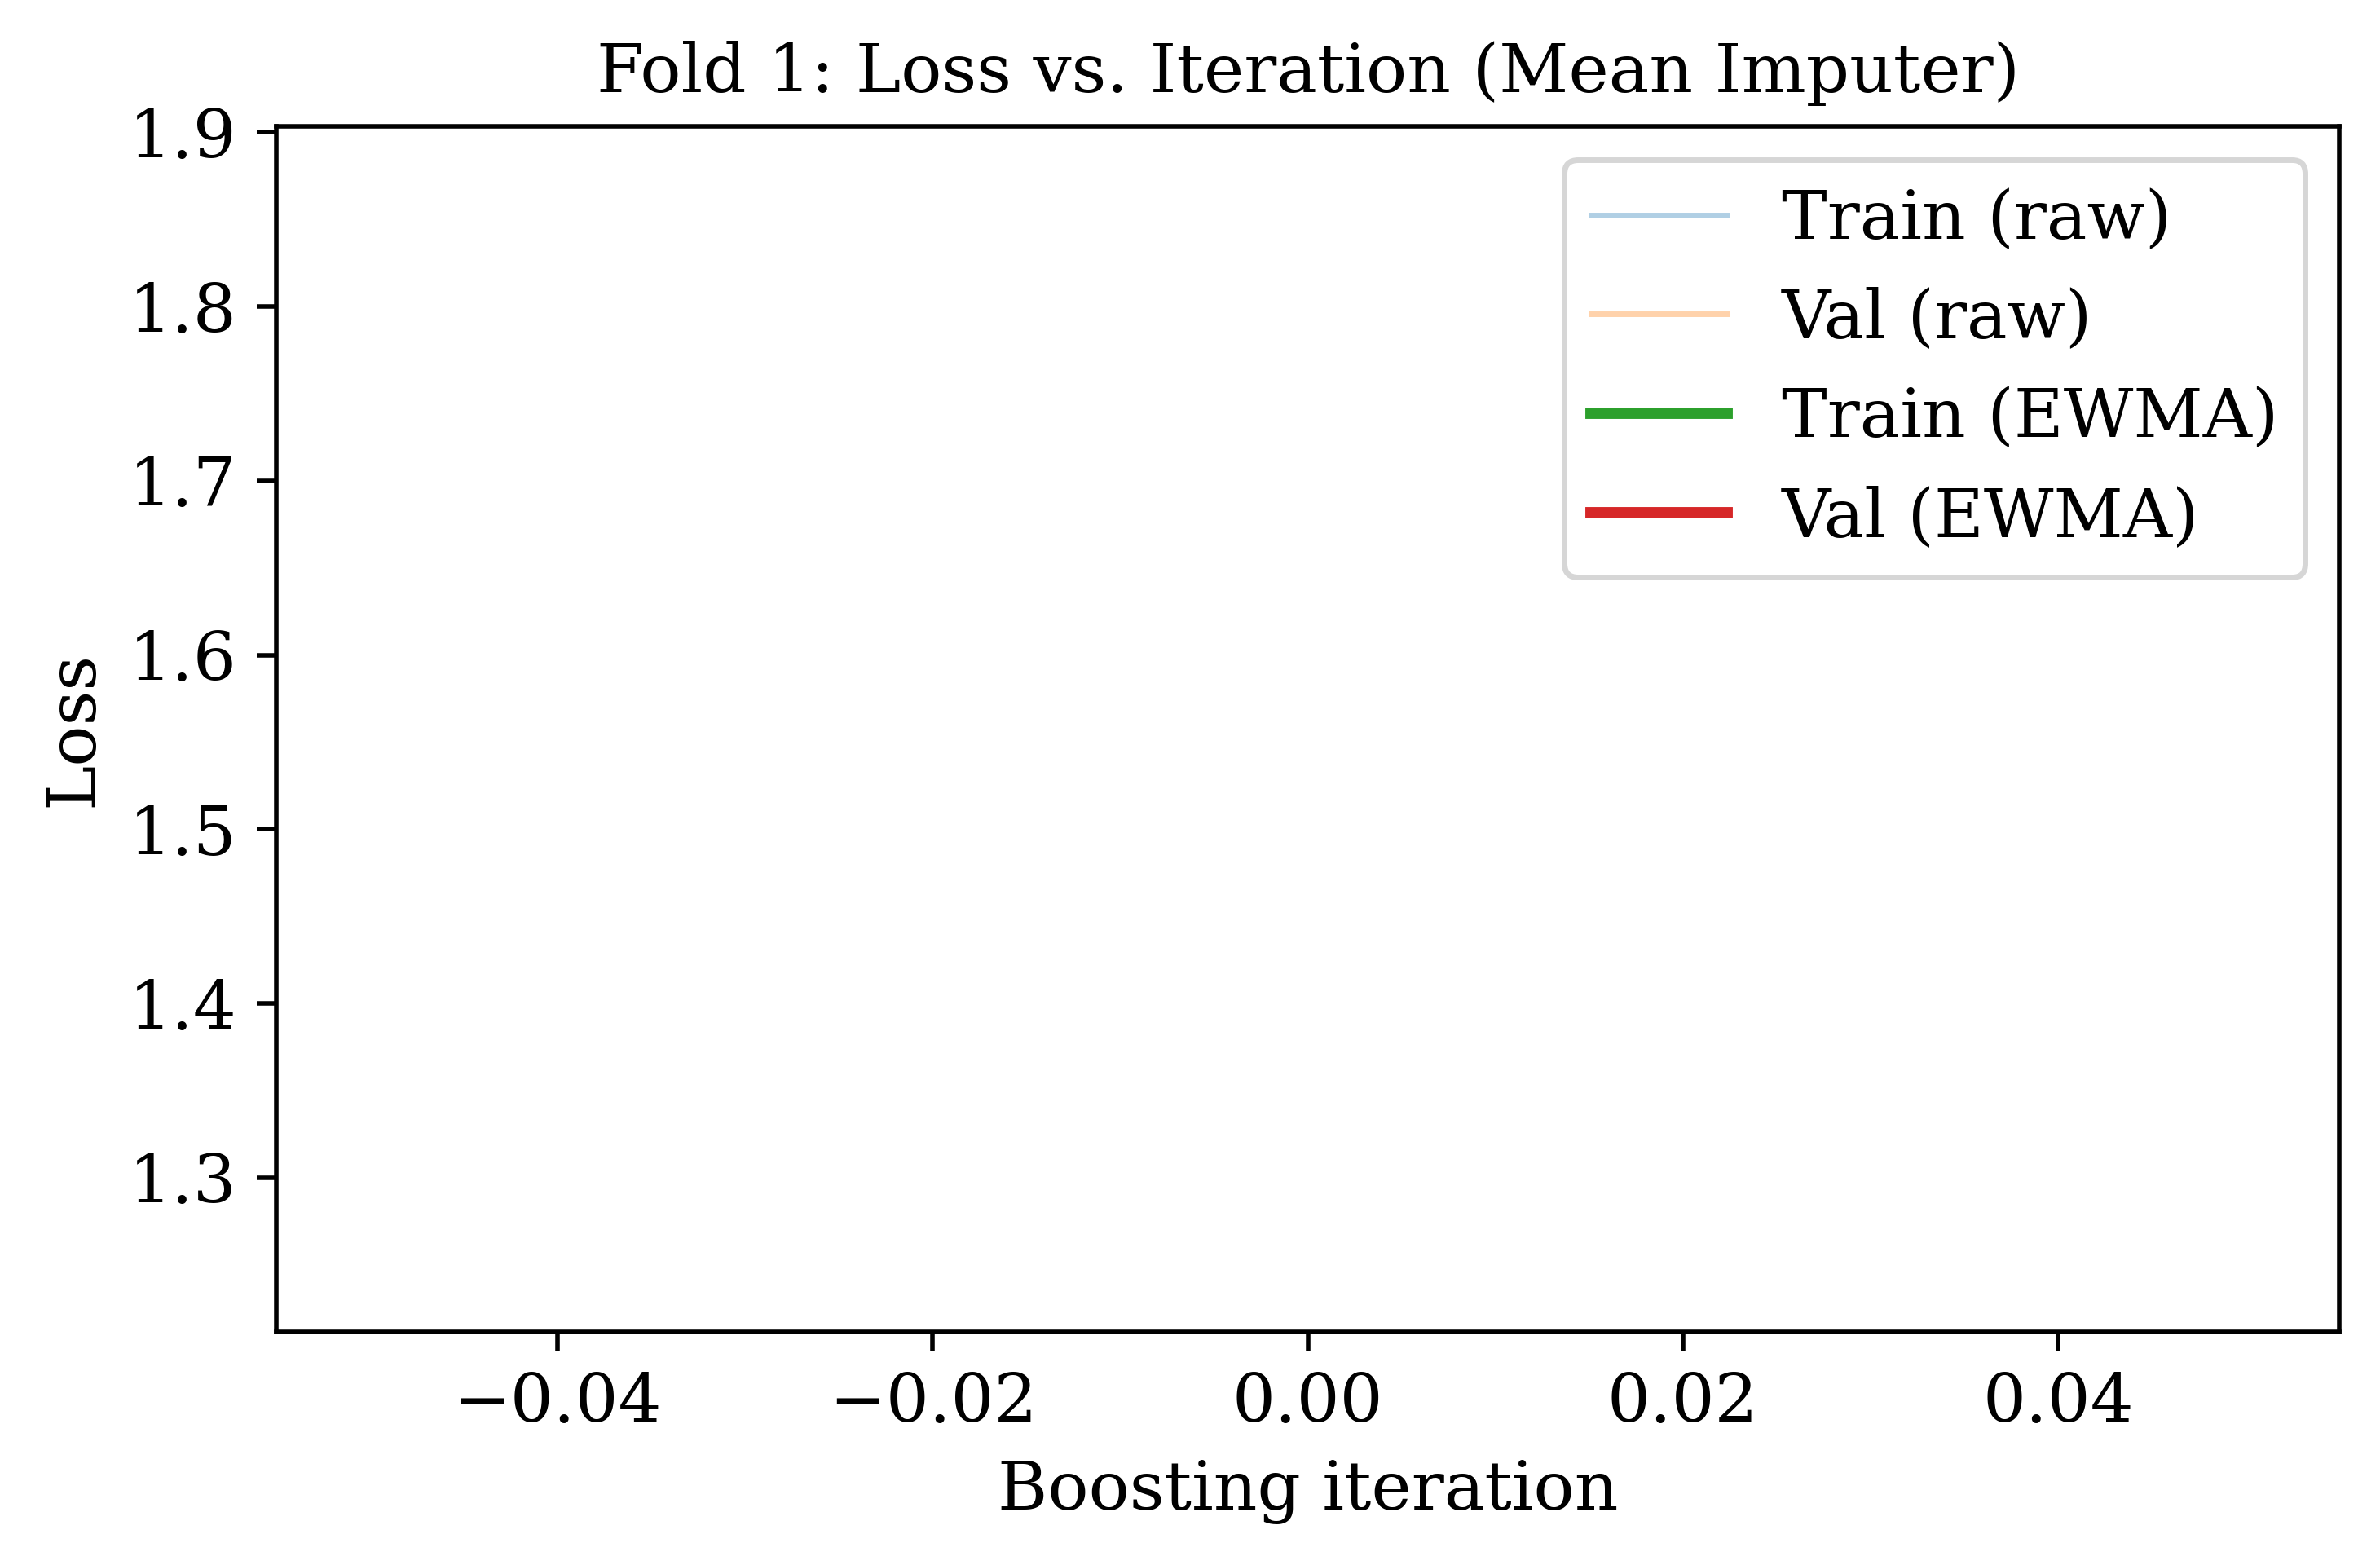 Fold 1: Loss vs. Iteration (Mean Imputer)
1.9
1.8
1.7
1.6
1.5
1.4
1.3
Loss
Train (raw)
Val (raw)
Train (EWMA)
Val (EWMA)
−0.04 −0.02 0.00 0.02 0.04
Boosting iteration